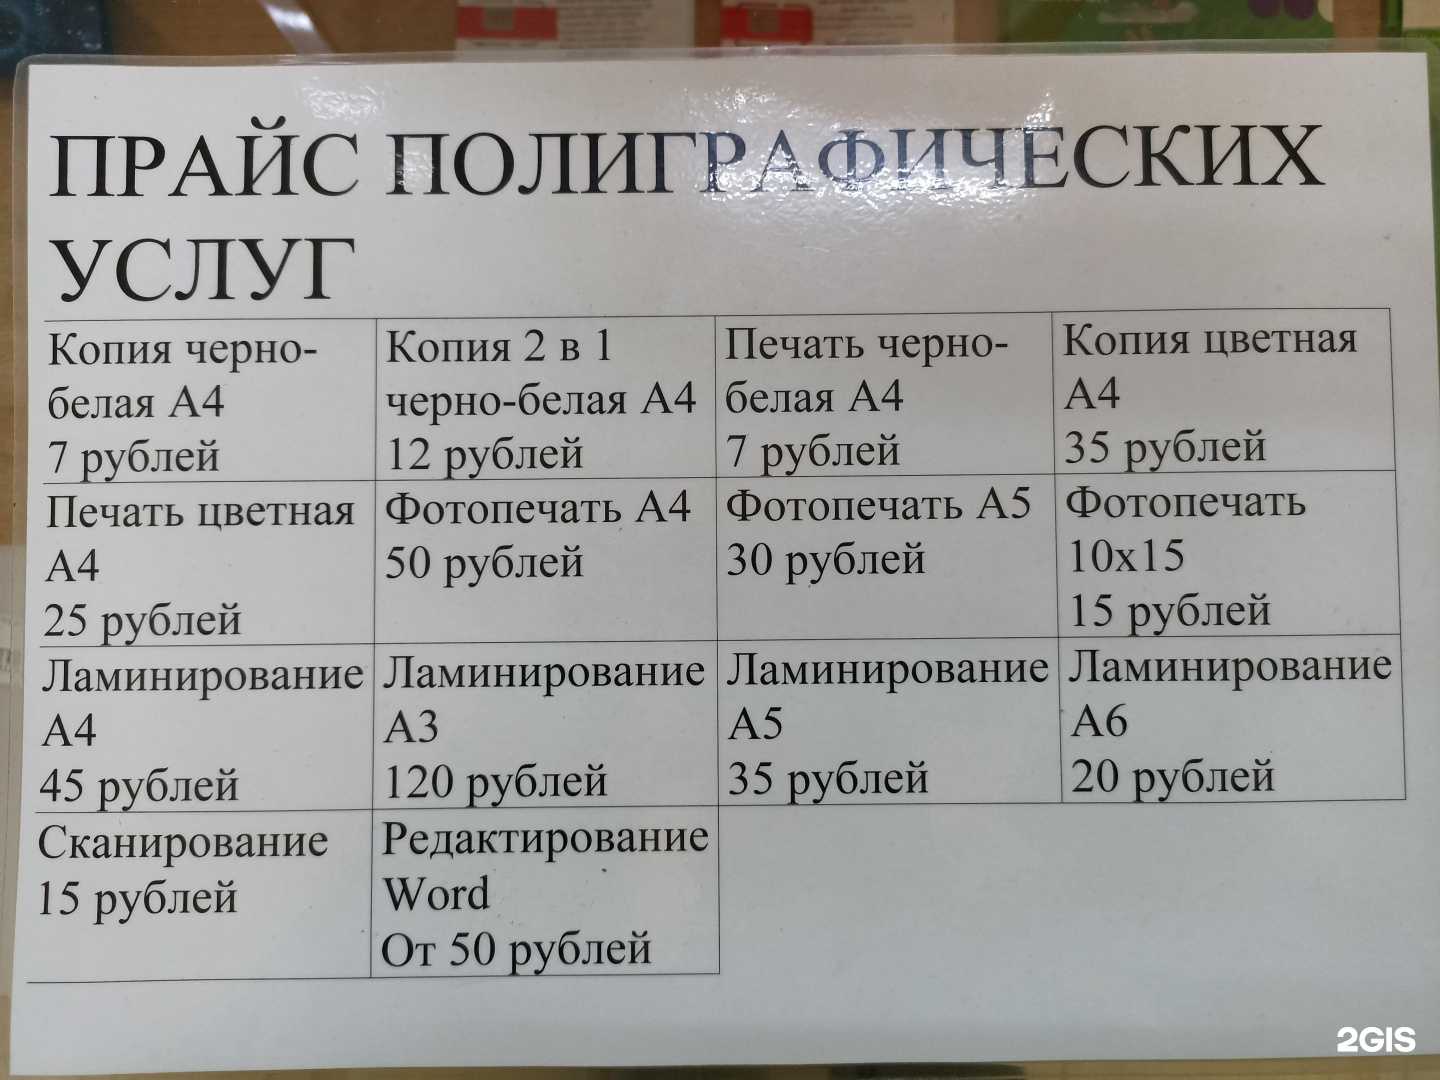 ПРАЙС ПОЛИГРАФИЧЕСКИХ
УСЛУГ
Копия черно-
белая А4
7 рублей
Копия 2 в 1
черно-белая А4
12 рублей
Печать черно-
белая А4
7 рублей
Копия цветная
А4
35 рублей
Печать цветная
А4
25 рублей
Фотопечать А4
50 рублей
Фотопечать А5
30 рублей
Фотопечать
10х15
15 рублей
Ламинирование
А4
45 рублей
Ламинирование
А3
120 рублей
Ламинирование
А5
35 рублей
Ламинирование
А6
20 рублей
Сканирование
15 рублей
Редактирование
Word
От 50 рублей
2GIS